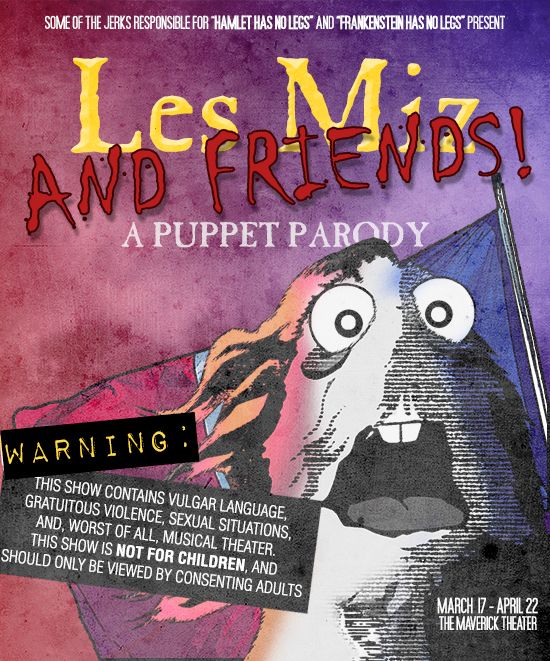 SOME OF THE JERKS RESPONSIBLE FOR "HAMLET HAS NO LEGS" AND "FRANKENSTEIN HAS NO LEGS" PRESENT
Les Miz
AND FRIENDS!
A PUPPET PARODY
WARNING:
THIS SHOW CONTAINS VULGAR LANGUAGE,
GRATUITOUS VIOLENCE, SEXUAL SITUATIONS,
AND, WORST OF ALL, MUSICAL THEATER.
THIS SHOW IS NOT FOR CHILDREN, AND
SHOULD ONLY BE VIEWED BY CONSENTING ADULTS
MARCH 17 - APRIL 22
THE MAVERICK THEATER